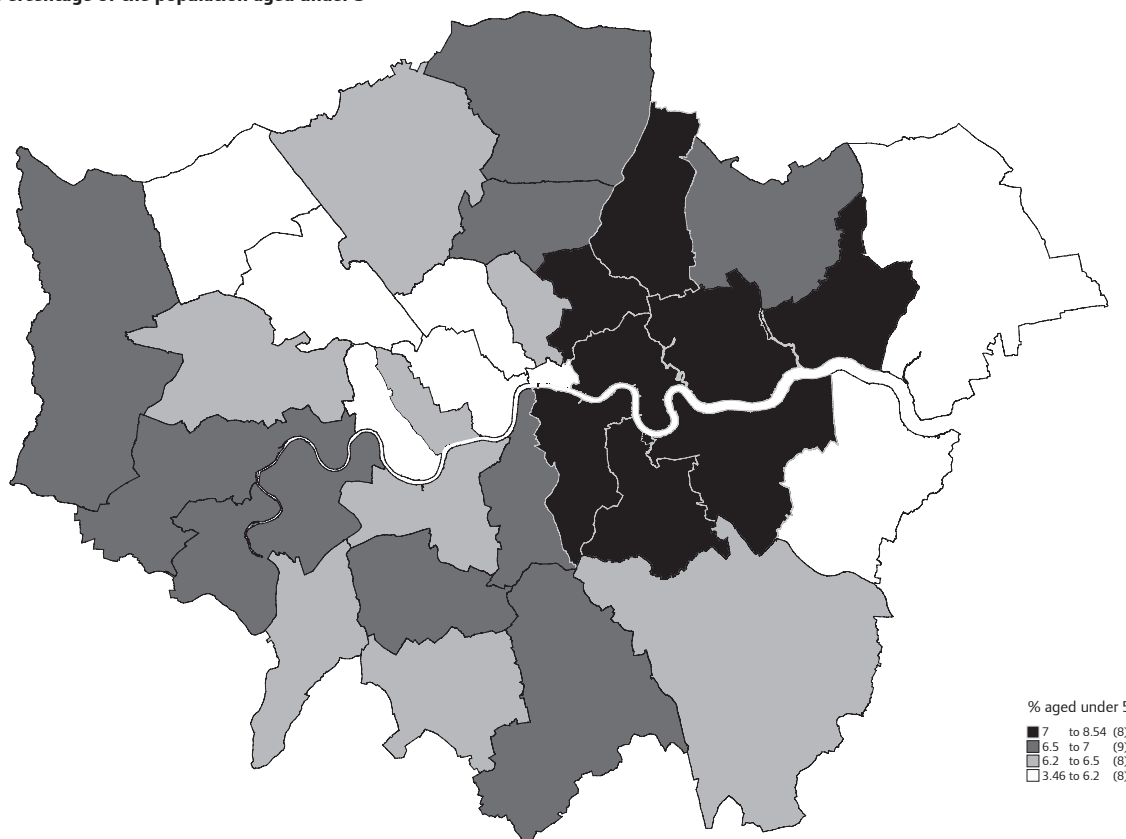 Percentage of the population aged under 5
% aged under 5
7 to 8.54 (8)
6.5 to 7 (9)
6.2 to 6.5 (8)
3.46 to 6.2 (8)